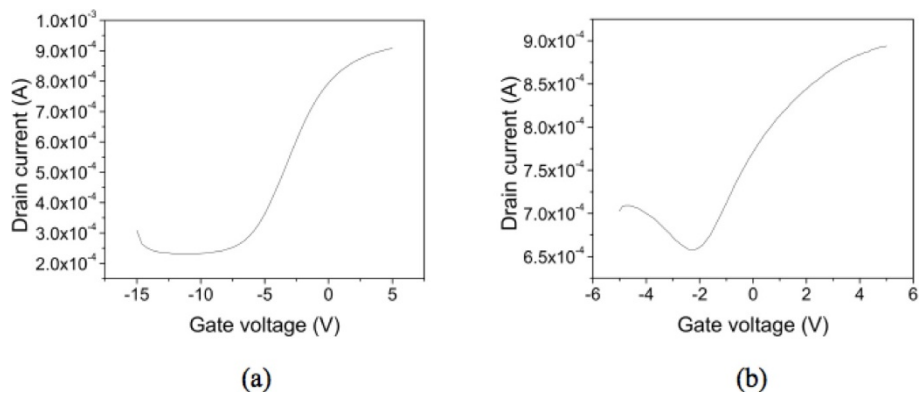 Drain current (A)
1.0x10⁻³
9.0x10⁻⁴
8.0x10⁻⁴
7.0x10⁻⁴
6.0x10⁻⁴
5.0x10⁻⁴
4.0x10⁻⁴
3.0x10⁻⁴
2.0x10⁻⁴
-15 -10 -5 0 5
Gate voltage (V)
(a)
Drain current (A)
9.0x10⁻⁴
8.5x10⁻⁴
8.0x10⁻⁴
7.5x10⁻⁴
7.0x10⁻⁴
6.5x10⁻⁴
-6 -4 -2 0 2 4 6
Gate voltage (V)
(b)